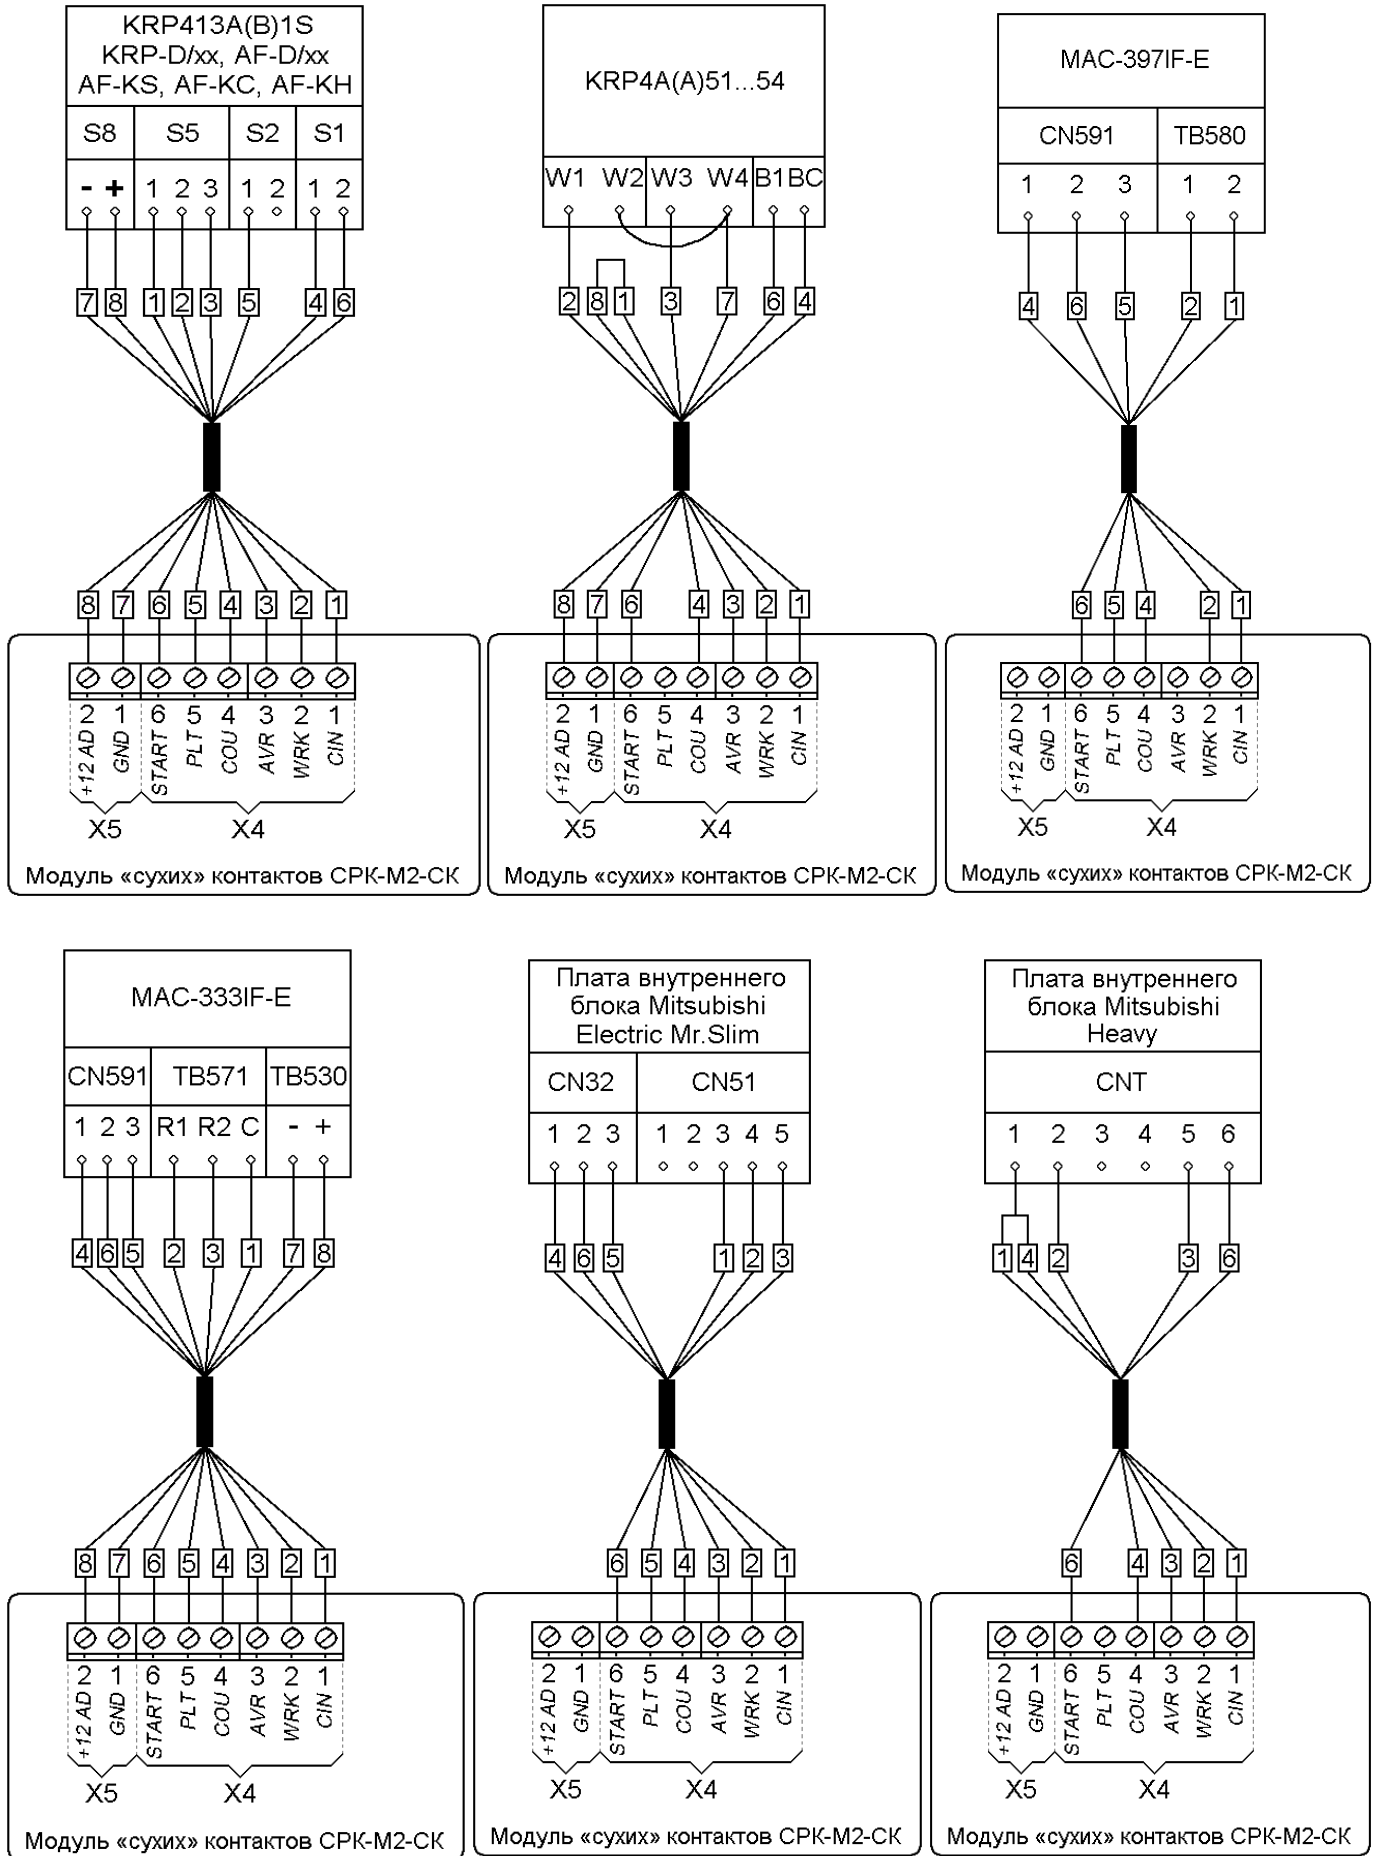 KRP413A(B)1S
KRP-D/xx, AF-D/xx
AF-KS, AF-KC, AF-KH
S8 S5 S2 S1
- + 1 2 3 1 2 1 2
7 8 1 2 3 5 4 6
8 7 6 5 4 3 2 1
2 1 6 5 4 3 2 1
+12 AD GND START PLT COU AVR WRK CIN
X5 X4
Модуль «сухих» контактов СРК-М2-СК
KRP4A(A)51...54
W1 W2 W3 W4 B1 BC
2 8 1 3 7 6 4
8 7 6 4 3 2 1
2 1 6 5 4 3 2 1
+12 AD GND START PLT COU AVR WRK CIN
X5 X4
Модуль «сухих» контактов СРК-М2-СК
MAC-397IF-E
CN591 TB580
1 2 3 1 2
4 6 5 2 1
6 5 4 2 1
2 1 6 5 4 3 2 1
+12 AD GND START PLT COU AVR WRK CIN
X5 X4
Модуль «сухих» контактов СРК-М2-СК
MAC-333IF-E
CN591 TB571 TB530
1 2 3 R1 R2 C - +
4 6 5 2 3 1 7 8
8 7 6 5 4 3 2 1
2 1 6 5 4 3 2 1
+12 AD GND START PLT COU AVR WRK CIN
X5 X4
Модуль «сухих» контактов СРК-М2-СК
Плата внутреннего
блока Mitsubishi
Electric Mr.Slim
CN32 CN51
1 2 3 1 2 3 4 5
4 6 5 1 2 3
6 5 4 3 2 1
2 1 6 5 4 3 2 1
+12 AD GND START PLT COU AVR WRK CIN
X5 X4
Модуль «сухих» контактов СРК-М2-СК
Плата внутреннего
блока Mitsubishi
Heavy
CNT
1 2 3 4 5 6
1 4 2 3 6
6 4 3 2 1
2 1 6 5 4 3 2 1
+12 AD GND START PLT COU AVR WRK CIN
X5 X4
Модуль «сухих» контактов СРК-М2-СК